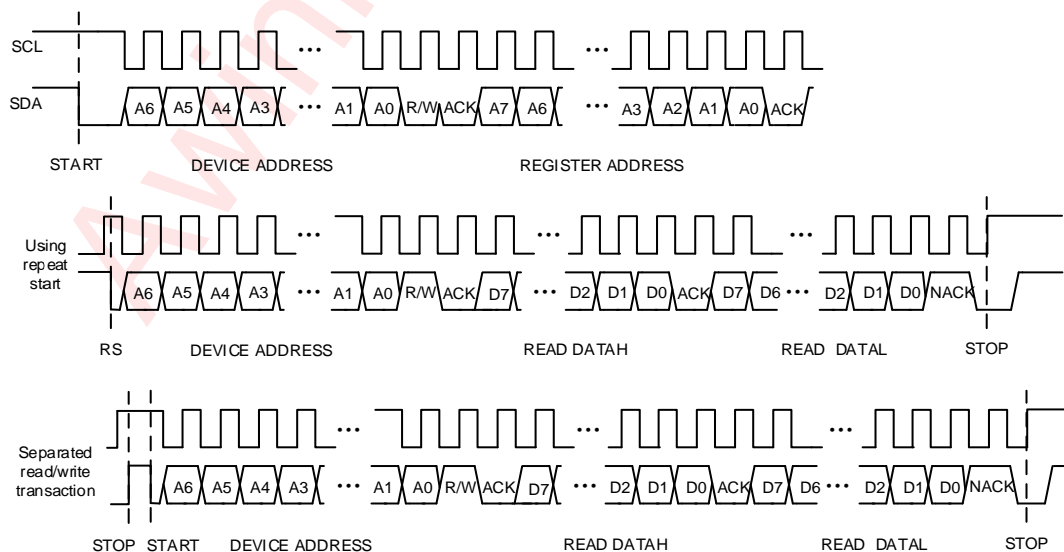 SCL
SDA
A6 A5 A4 A3 ••• A1 A0 R/W ACK A7 A6 ••• A3 A2 A1 A0 ACK
START DEVICE ADDRESS REGISTER ADDRESS
Using
repeat
start
A6 A5 A4 A3 ••• A1 A0 R/W ACK D7 ••• D2 D1 D0 ACK D7 D6 ••• D2 D1 D0 NACK
RS DEVICE ADDRESS READ DATAH READ DATAL STOP
Separated
read/write
transaction
A6 A5 A4 A3 ••• A1 A0 R/W ACK D7 ••• D2 D1 D0 ACK D7 D6 ••• D2 D1 D0 NACK
STOP START DEVICE ADDRESS READ DATAH READ DATAL STOP
Awin